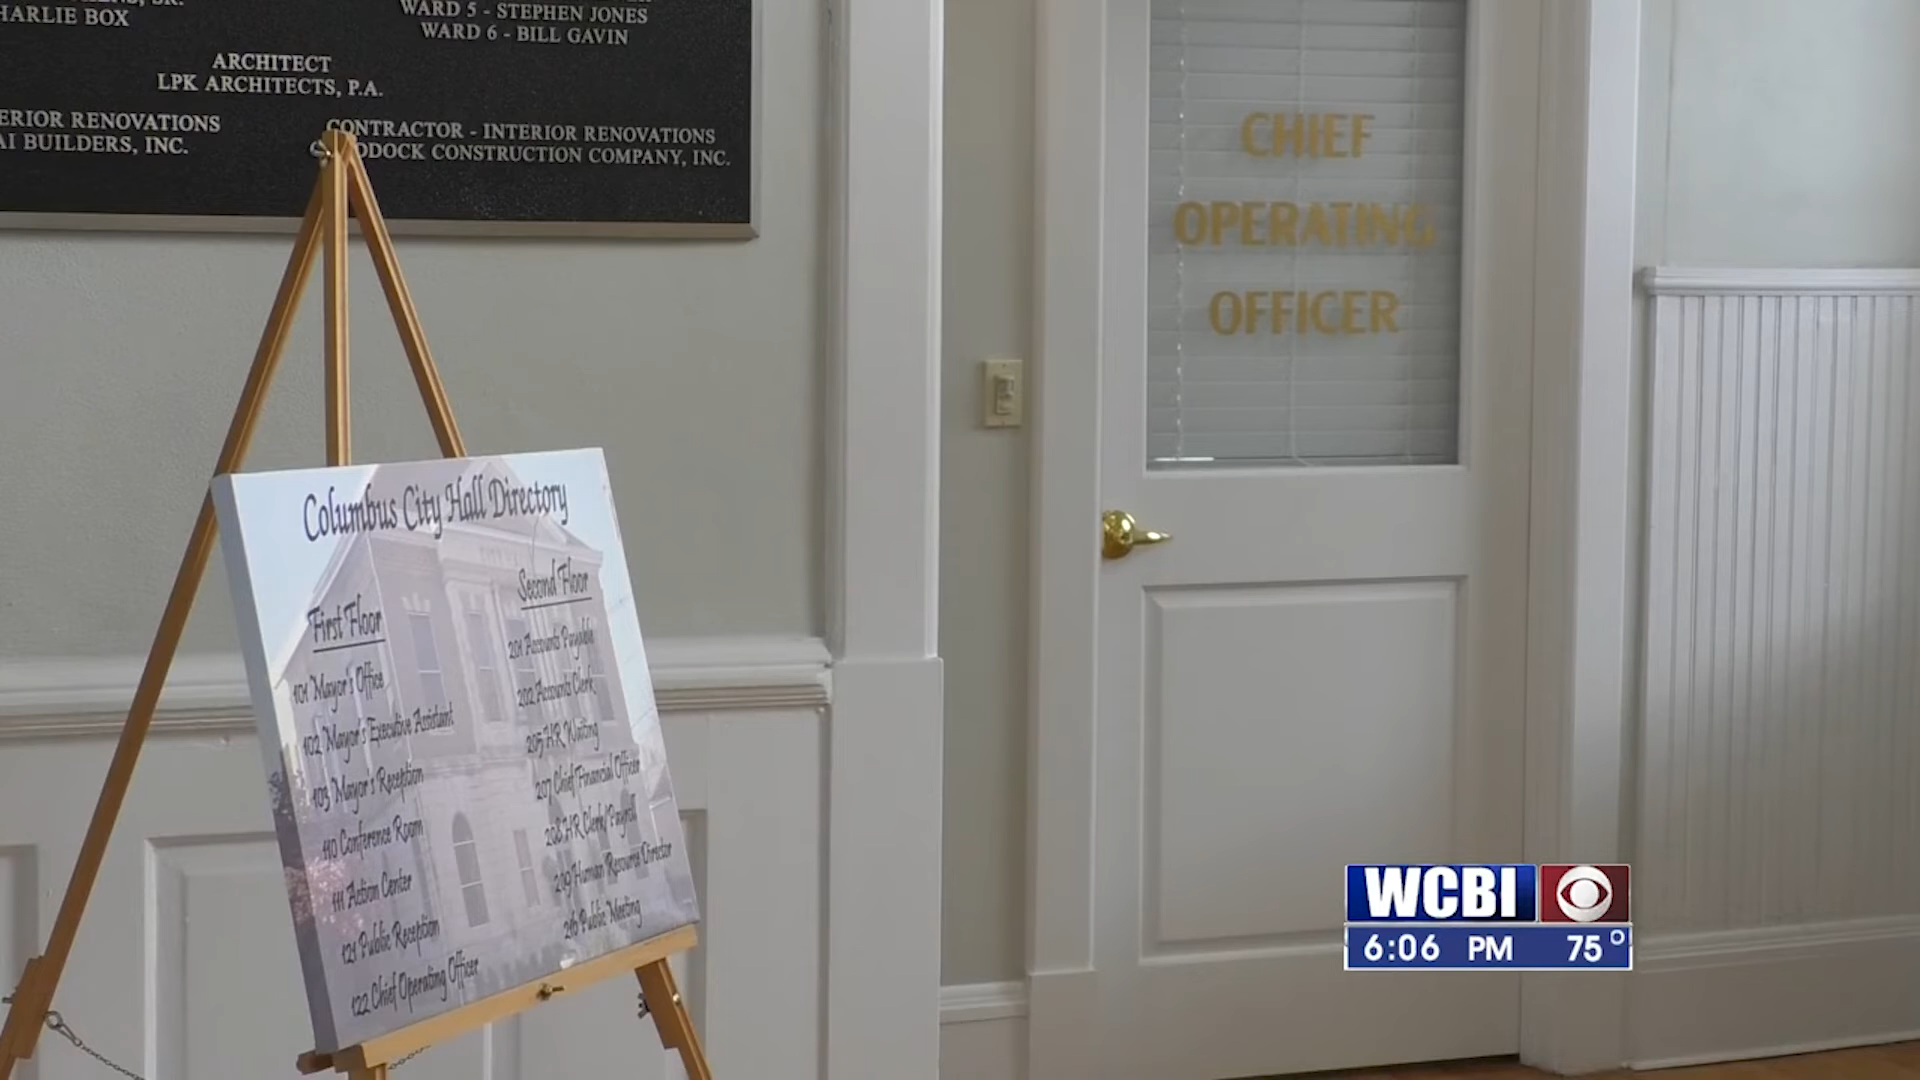 HARLIE BOX
WARD 5 - STEPHEN JONES
WARD 6 - BILL GAVIN
ARCHITECT
LPK ARCHITECTS, P.A.
ERIOR RENOVATIONS
AI BUILDERS, INC.
CONTRACTOR - INTERIOR RENOVATIONS
DDOCK CONSTRUCTION COMPANY, INC.
CHIEF
OPERATING
OFFICER
Columbus City Hall Directory
First Floor
101 Mayor's Office
102 Mayor's Executive Assistant
103 Mayor's Reception
110 Conference Room
111 Action Center
121 Public Reception
122 Chief Operating Officer
Second Floor
201 Accounts Payable
202 Accounts Clerk
205 HR Waiting
207 Chief Financial Officer
208 HR Clerk/Payroll
209 Human Resource Director
216 Public Meeting
WCBI
6:06 PM 75°